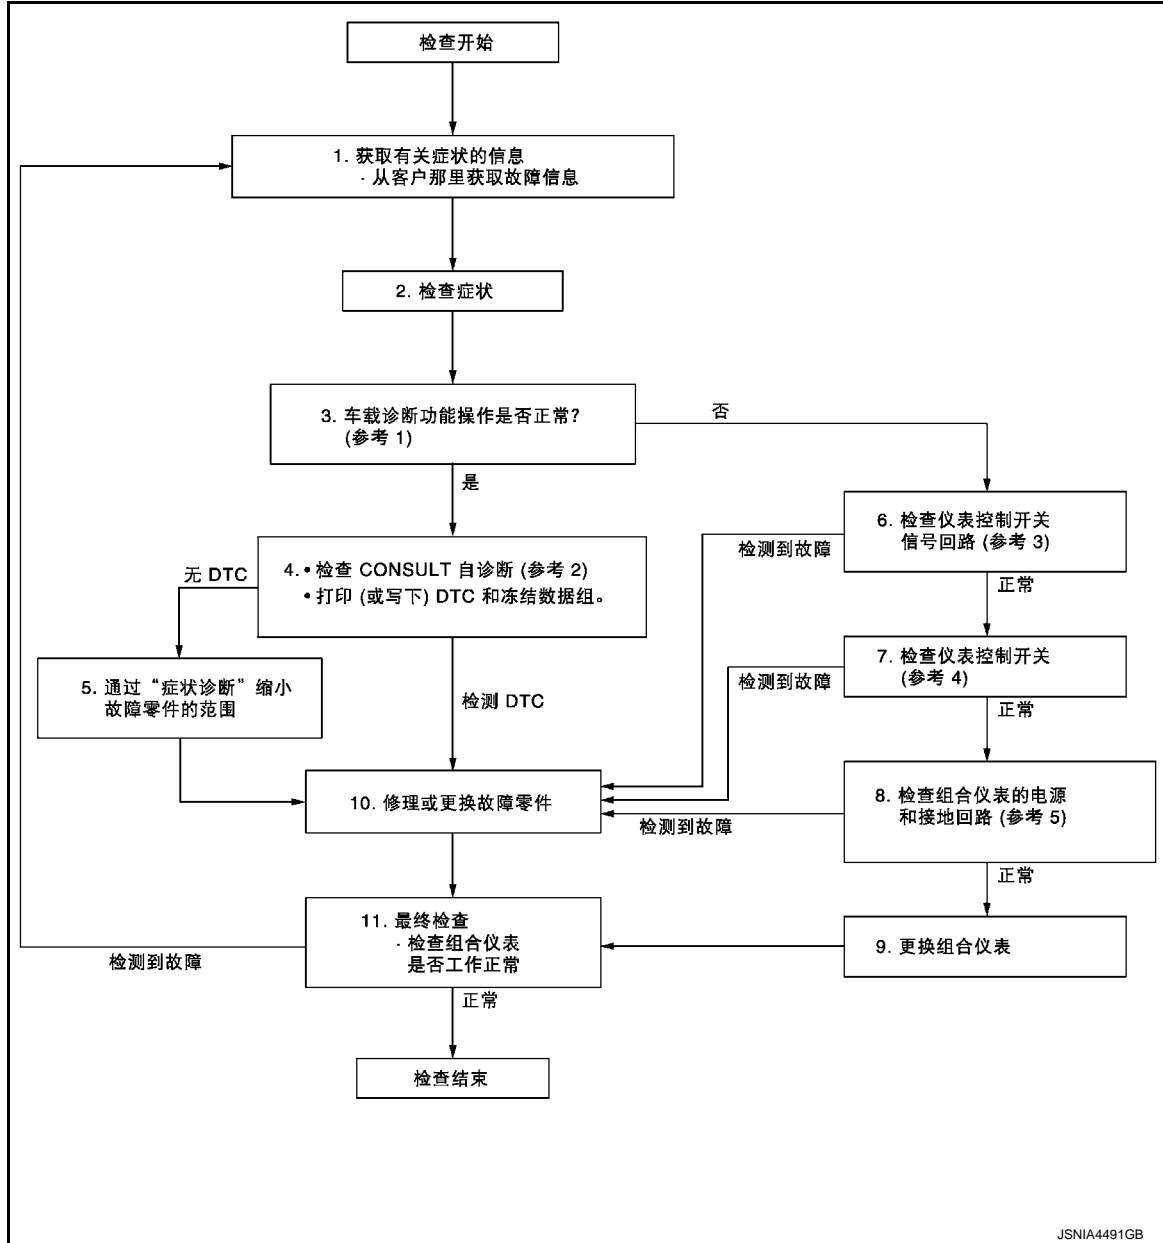 检查开始
1. 获取有关症状的信息
· 从客户那里获取故障信息
2. 检查症状
3. 车载诊断功能操作是否正常?
(参考 1)
否
是
6. 检查仪表控制开关
信号回路 (参考 3)
检测到故障
正常
4. • 检查 CONSULT 自诊断 (参考 2)
• 打印 (或写下) DTC 和冻结数据组。
无 DTC
7. 检查仪表控制开关
(参考 4)
检测到故障
正常
5. 通过“症状诊断”缩小
故障零件的范围
检测 DTC
10. 修理或更换故障零件
8. 检查组合仪表的电源
和接地回路 (参考 5)
检测到故障
正常
11. 最终检查
· 检查组合仪表
是否工作正常
9. 更换组合仪表
检测到故障
正常
检查结束
JSNIA4491GB